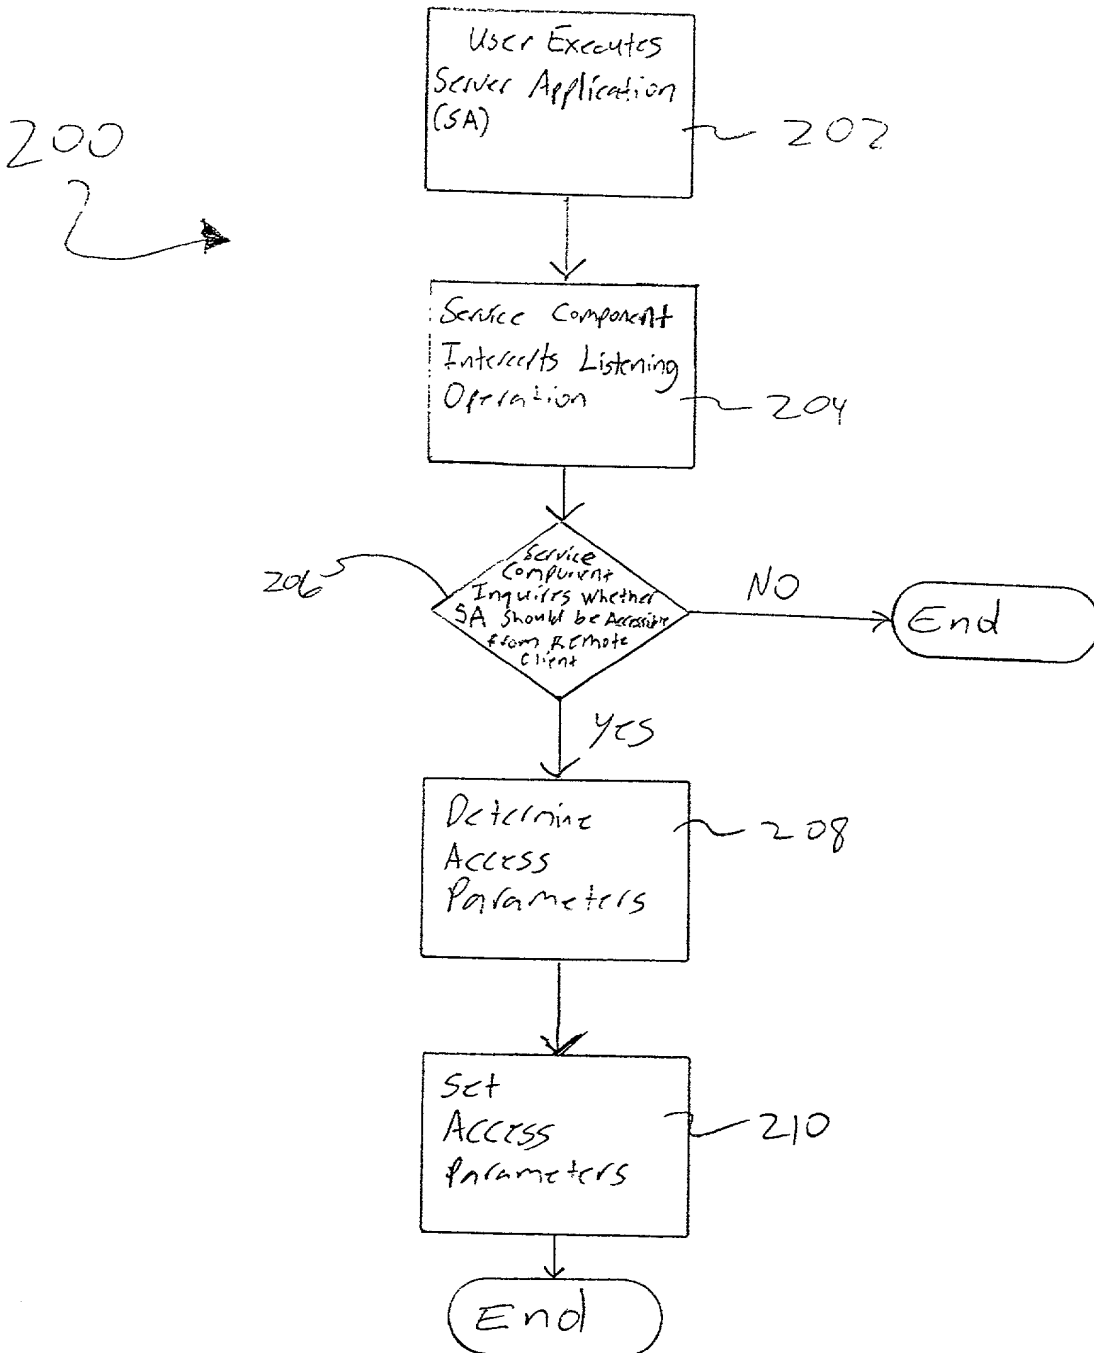 User Executes
Server Application
(SA)
202
200
Service Component
Intercepts Listening
Operation
204
Service
Component
Inquires whether
SA Should be Accessible
from Remote
Client
206
NO
End
Yes
Determine
Access
Parameters
208
Set
Access
Parameters
210
End